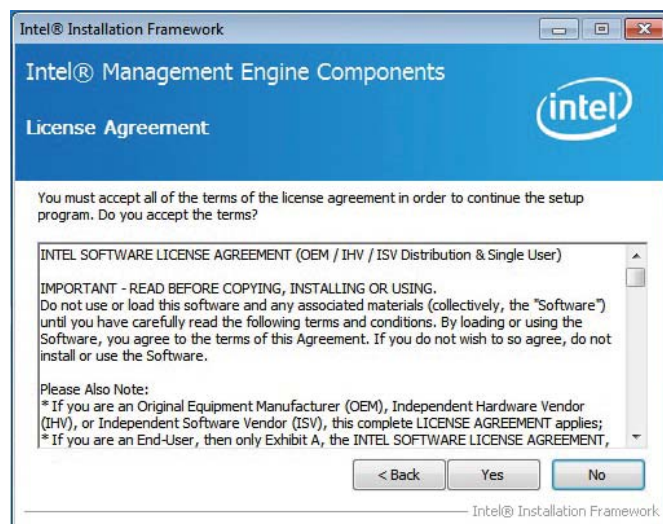 Intel® Installation Framework
Intel® Management Engine Components
License Agreement
intel
You must accept all of the terms of the license agreement in order to continue the setup
program. Do you accept the terms?
INTEL SOFTWARE LICENSE AGREEMENT (OEM / IHV / ISV Distribution & Single User)
IMPORTANT - READ BEFORE COPYING, INSTALLING OR USING.
Do not use or load this software and any associated materials (collectively, the "Software")
until you have carefully read the following terms and conditions. By loading or using the
Software, you agree to the terms of this Agreement. If you do not wish to so agree, do not
install or use the Software.
Please Also Note:
* If you are an Original Equipment Manufacturer (OEM), Independent Hardware Vendor
(IHV), or Independent Software Vendor (ISV), this complete LICENSE AGREEMENT applies;
* If you are an End-User, then only Exhibit A, the INTEL SOFTWARE LICENSE AGREEMENT,
< Back Yes No
Intel® Installation Framework